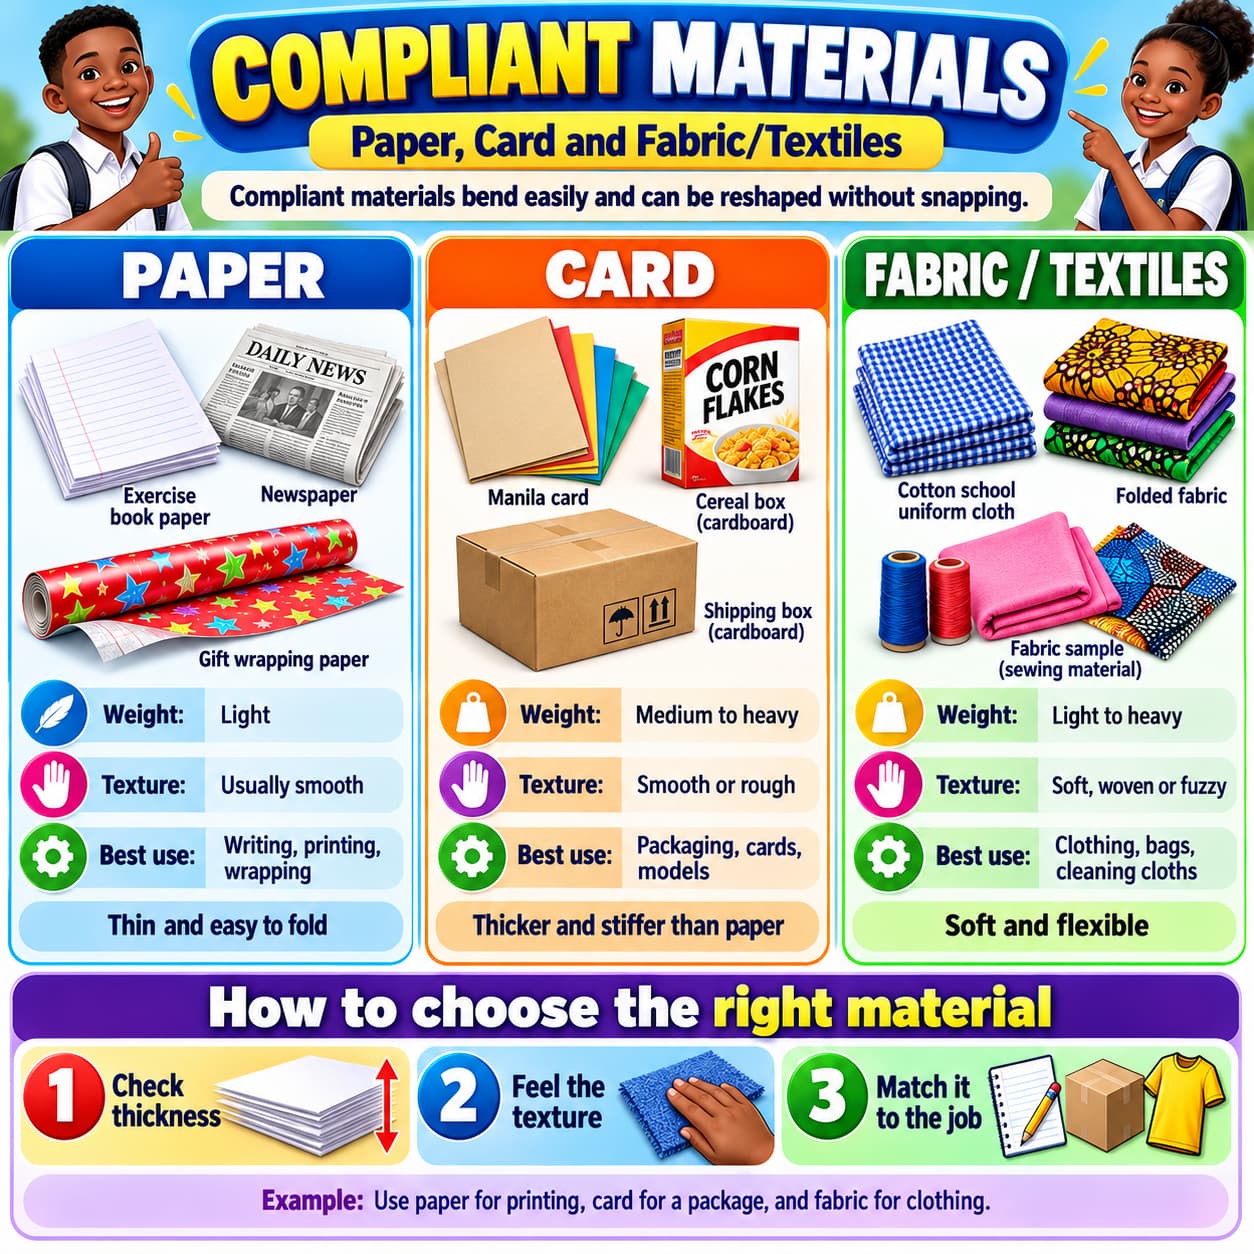 COMPLIANT MATERIALS
Paper, Card and Fabric/Textiles
Compliant materials bend easily and can be reshaped without snapping.
PAPER
DAILY NEWS
Exercise
book paper
Newspaper
Gift wrapping paper
Weight: Light
Texture: Usually smooth
Best use: Writing, printing,
wrapping
Thin and easy to fold
CARD
CORN
FLAKES
Manila card
Cereal box
(cardboard)
Shipping box
(cardboard)
Weight: Medium to heavy
Texture: Smooth or rough
Best use: Packaging, cards,
models
Thicker and stiffer than paper
FABRIC / TEXTILES
Cotton school
uniform cloth
Folded fabric
Fabric sample
(sewing material)
Weight: Light to heavy
Texture: Soft, woven or fuzzy
Best use: Clothing, bags,
cleaning cloths
Soft and flexible
How to choose the right material
1 Check
thickness
2 Feel the
texture
3 Match it
to the job
Example: Use paper for printing, card for a package, and fabric for clothing.